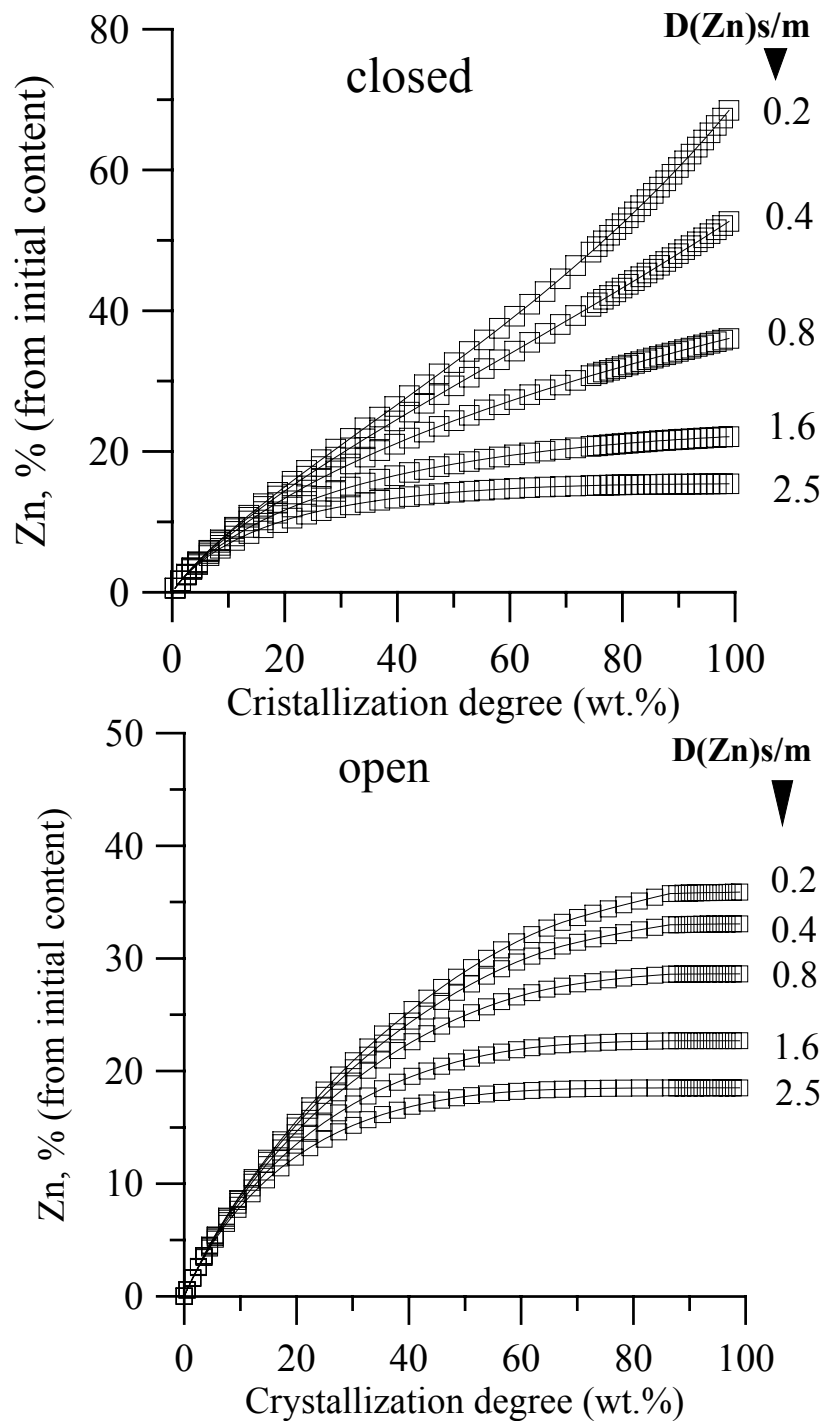 D(Zn)s/m
closed
80
60
40
20
0
Zn, % (from initial content)
0.2
0.4
0.8
1.6
2.5
0 20 40 60 80 100
Cristallization degree (wt.%)
D(Zn)s/m
open
50
40
30
20
10
0
Zn, % (from initial content)
0.2
0.4
0.8
1.6
2.5
0 20 40 60 80 100
Crystallization degree (wt.%)